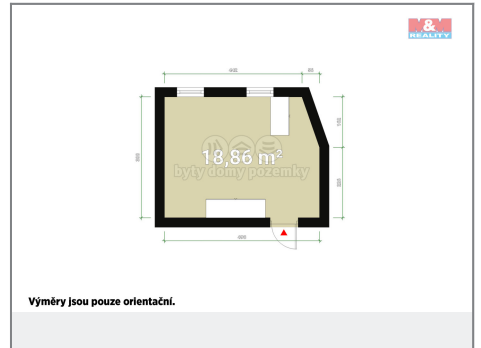 M&M
REALITY
18,86 m²
byty domy pozemky
Výměry jsou pouze orientační.